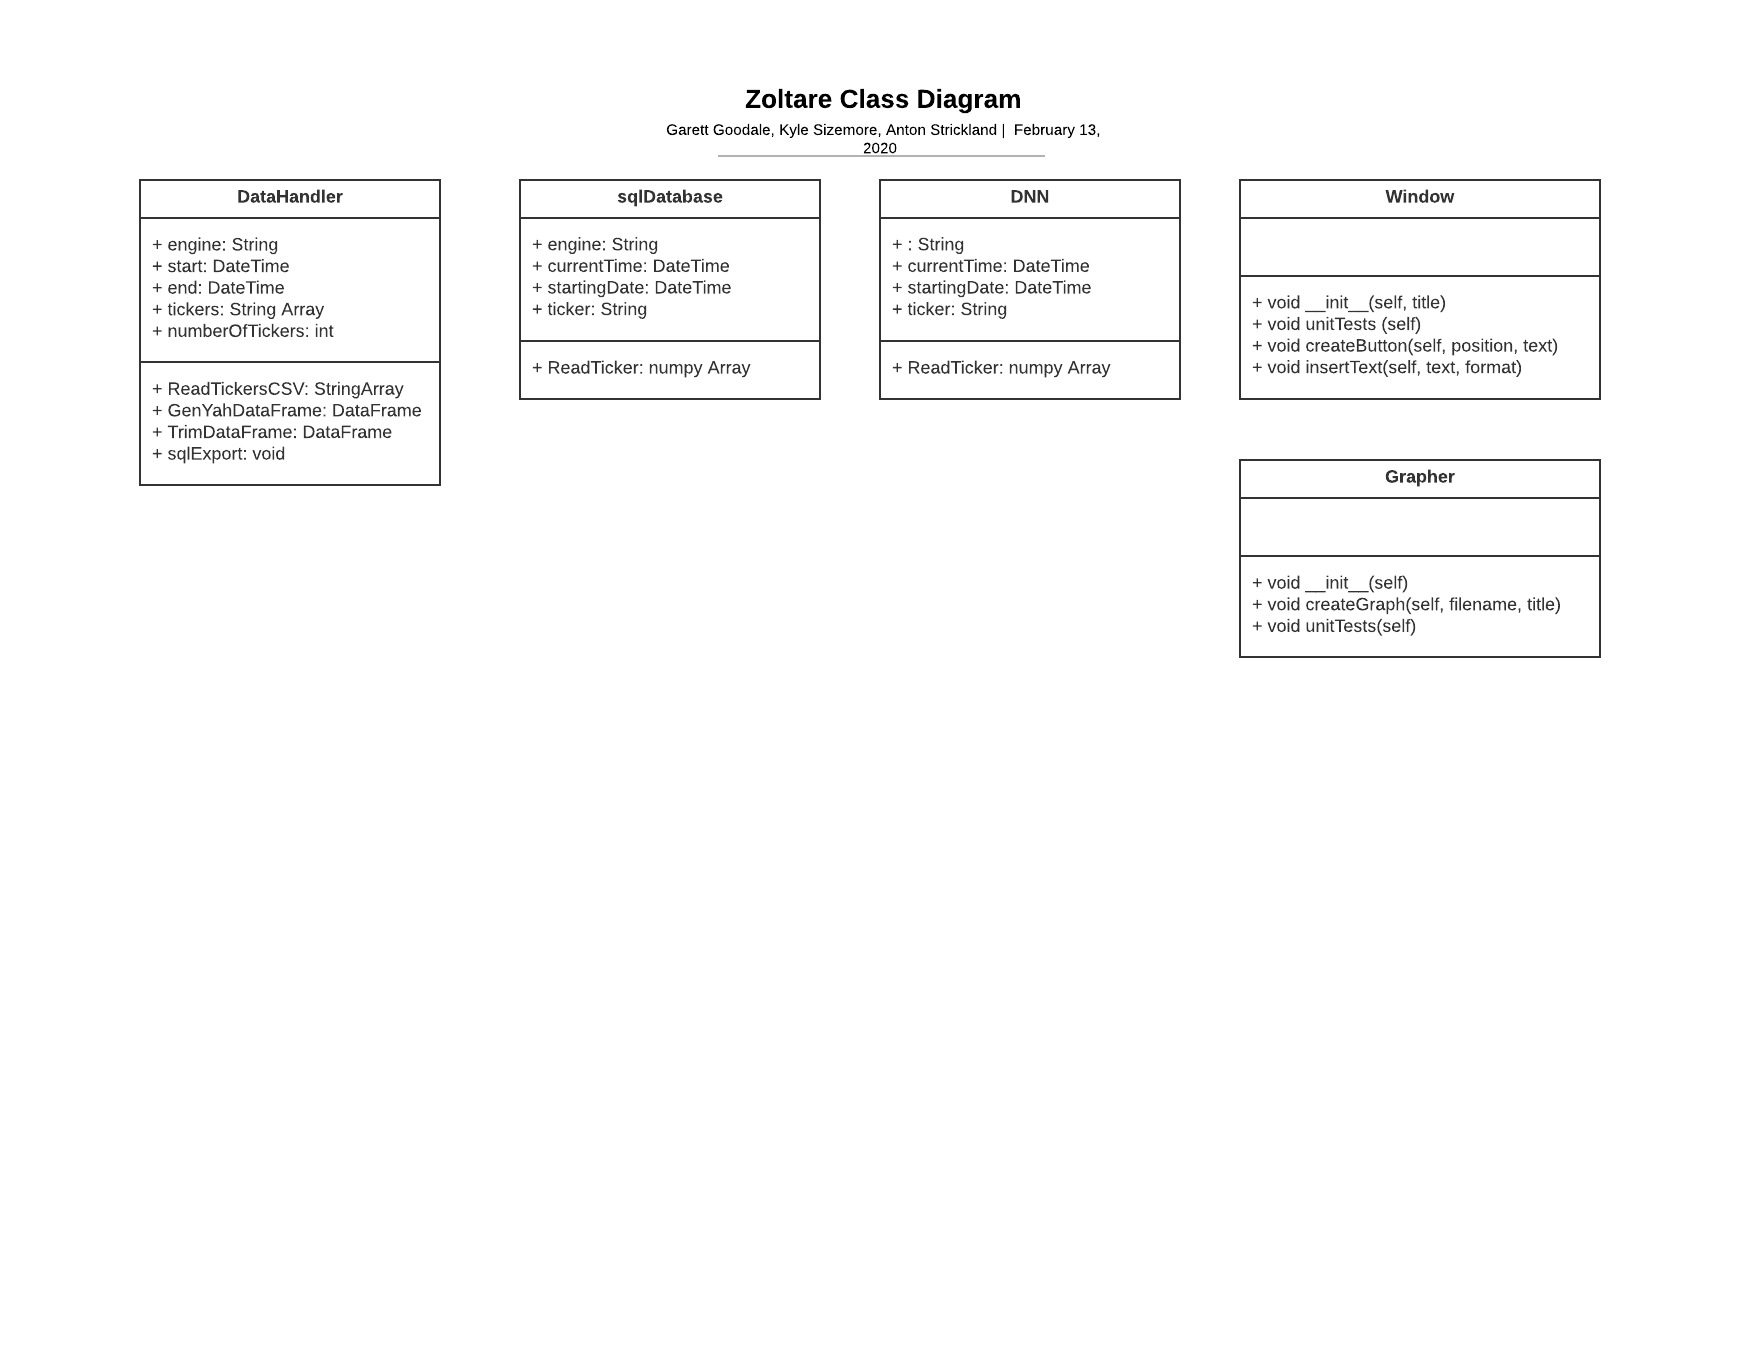 Zoltare Class Diagram
Garett Goodale, Kyle Sizemore, Anton Strickland | February 13,
2020
DataHandler
+ engine: String
+ start: DateTime
+ end: DateTime
+ tickers: String Array
+ numberOfTickers: int
+ ReadTickersCSV: StringArray
+ GenYahDataFrame: DataFrame
+ TrimDataFrame: DataFrame
+ sqlExport: void
sqlDatabase
+ engine: String
+ currentTime: DateTime
+ startingDate: DateTime
+ ticker: String
+ ReadTicker: numpy Array
DNN
+ : String
+ currentTime: DateTime
+ startingDate: DateTime
+ ticker: String
+ ReadTicker: numpy Array
Window
+ void __init__(self, title)
+ void unitTests (self)
+ void createButton(self, position, text)
+ void insertText(self, text, format)
Grapher
+ void __init__(self)
+ void createGraph(self, filename, title)
+ void unitTests(self)